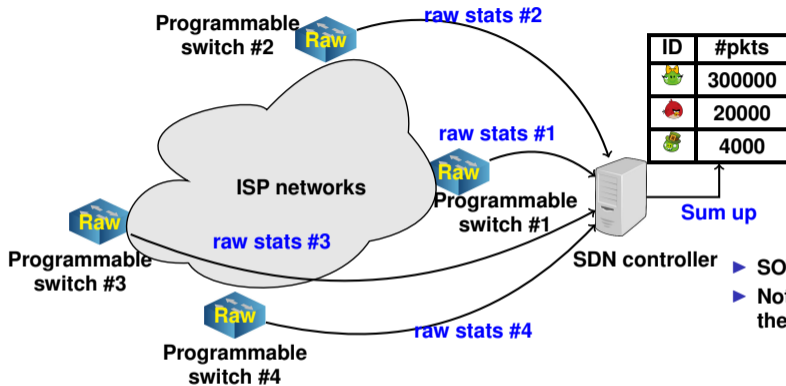 Programmable
switch #2
Raw
raw stats #2
ID #pkts
300000
20000
4000
raw stats #1
Raw
Programmable
switch #1
ISP networks
Raw
Programmable
switch #3
raw stats #3
Sum up
SDN controller
Raw
Programmable
switch #4
raw stats #4
► SO
► Not
the